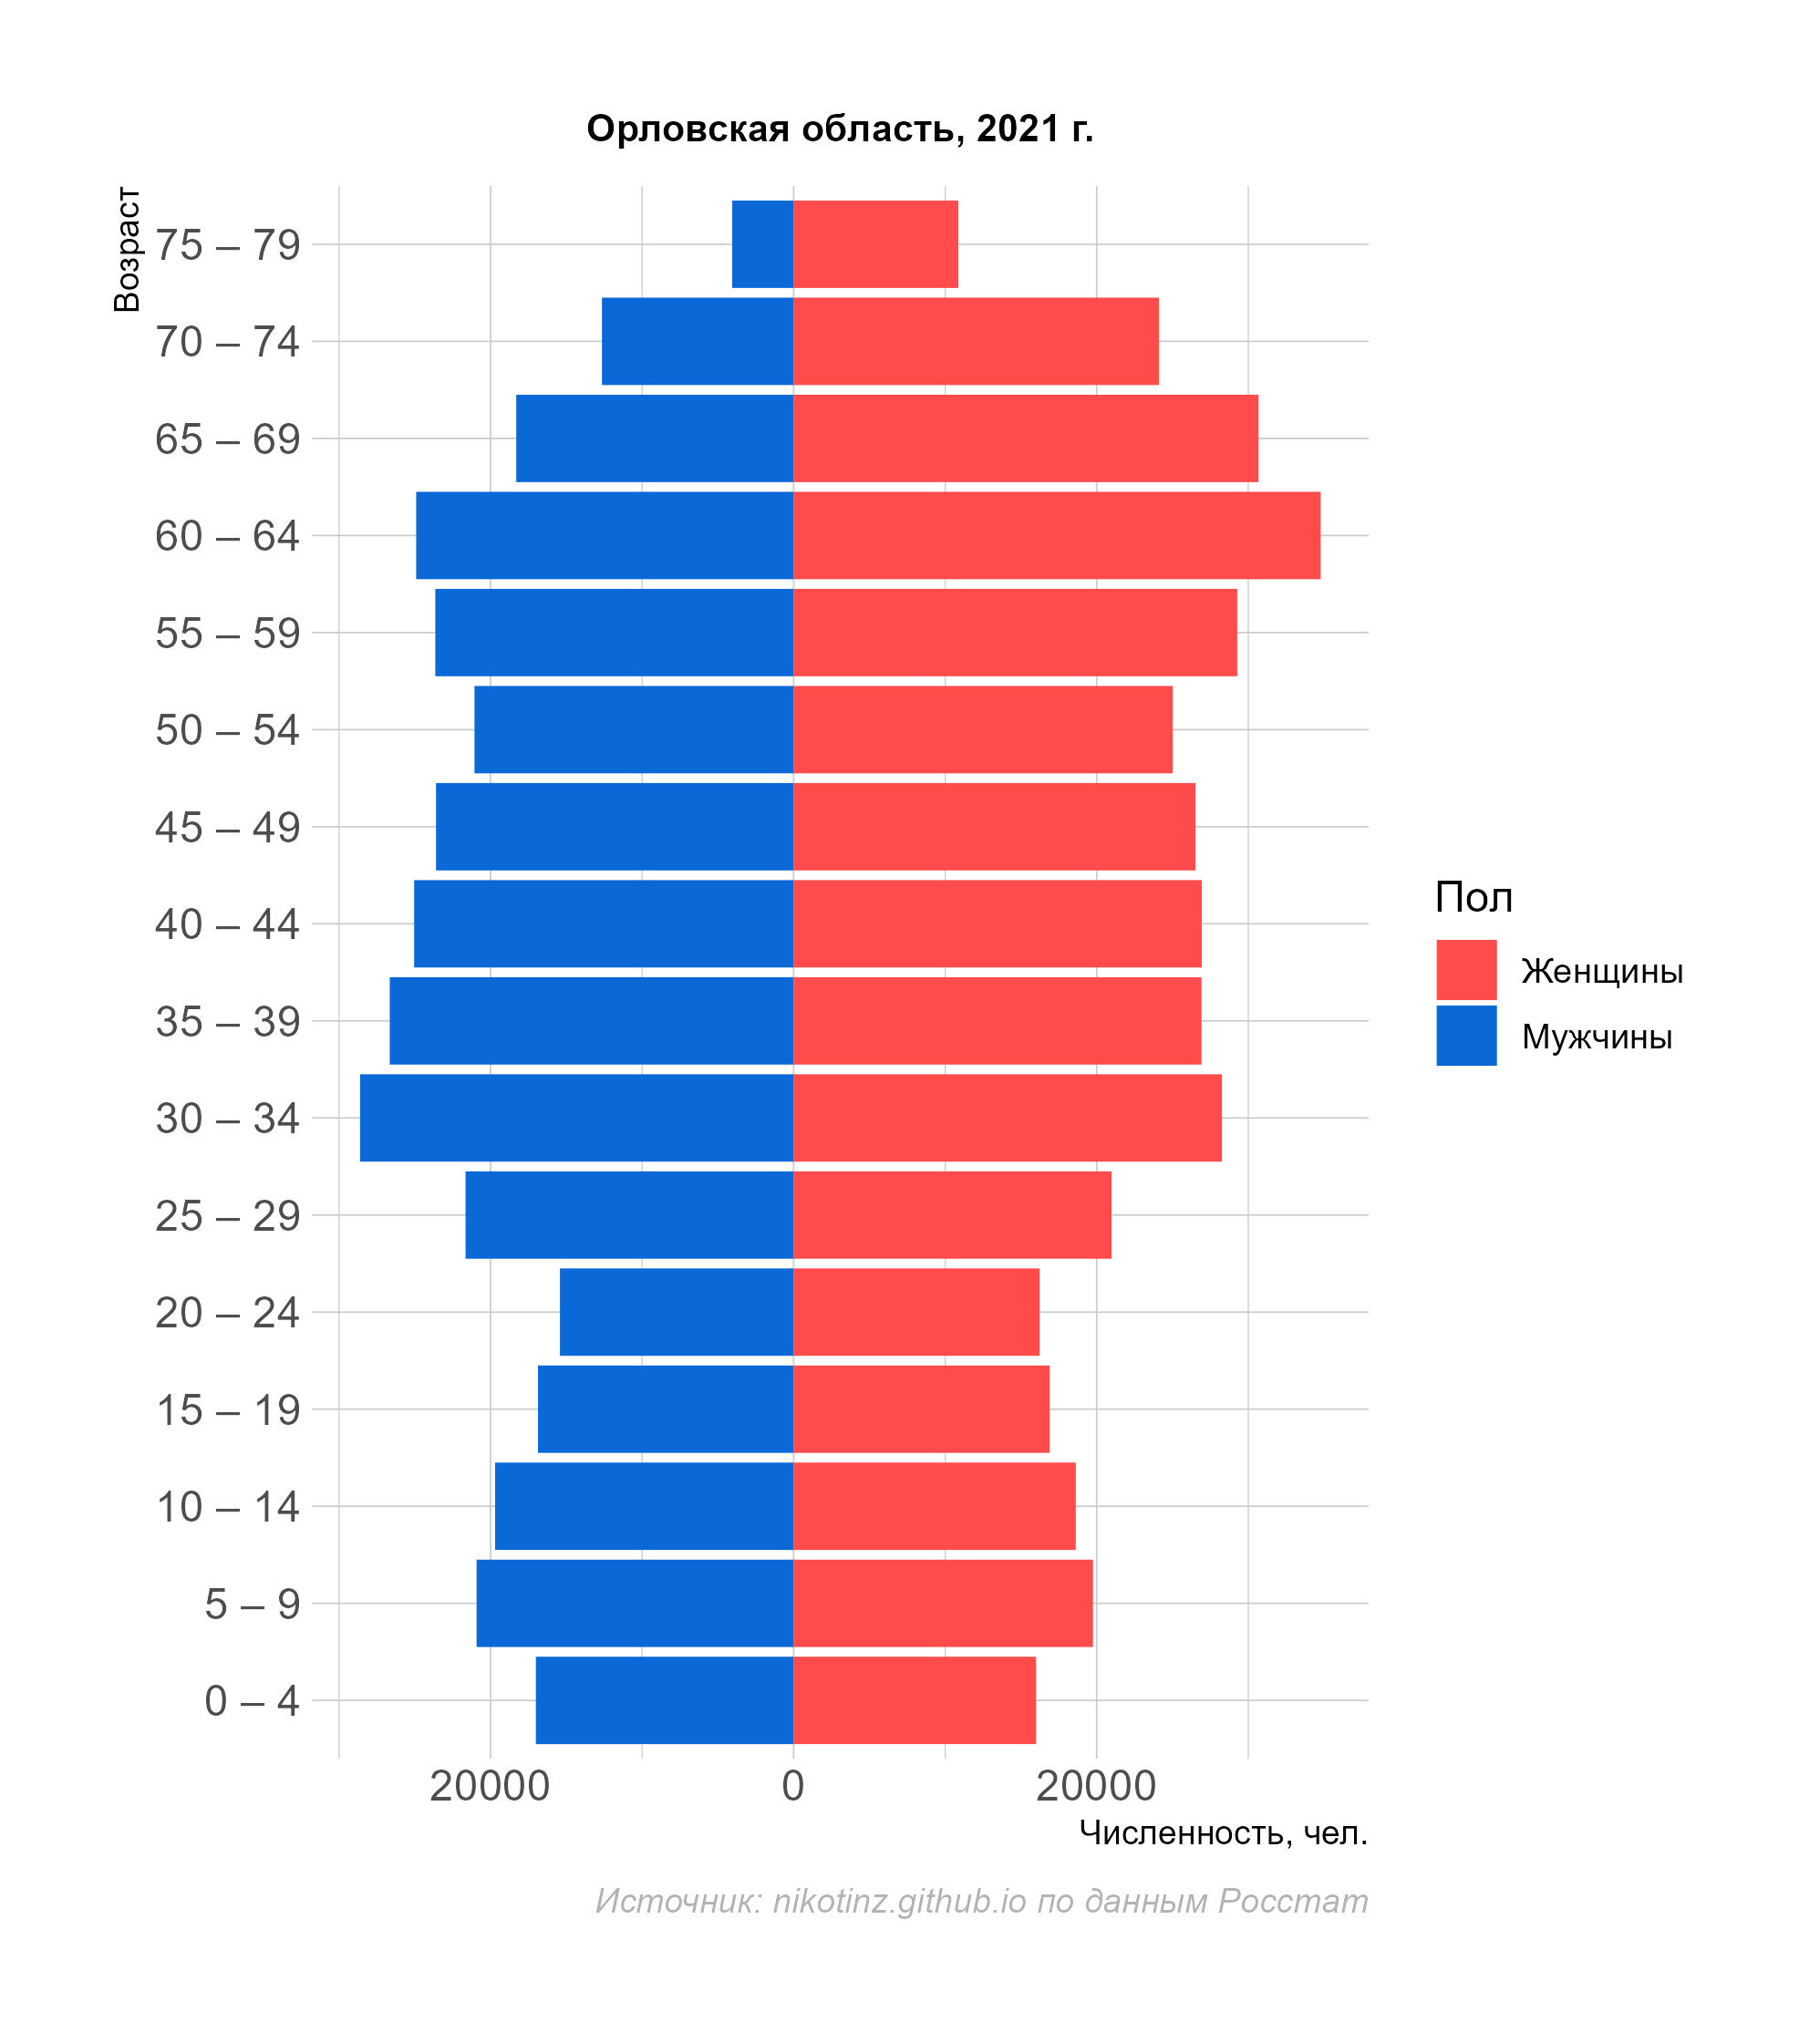 Орловская область, 2021 г.
Возраст
75 – 79
70 – 74
65 – 69
60 – 64
55 – 59
50 – 54
45 – 49
40 – 44
35 – 39
30 – 34
25 – 29
20 – 24
15 – 19
10 – 14
5 – 9
0 – 4
20000 0 20000
Численность, чел.
Пол
Женщины
Мужчины
Источник: nikotinz.github.io по данным Росстат